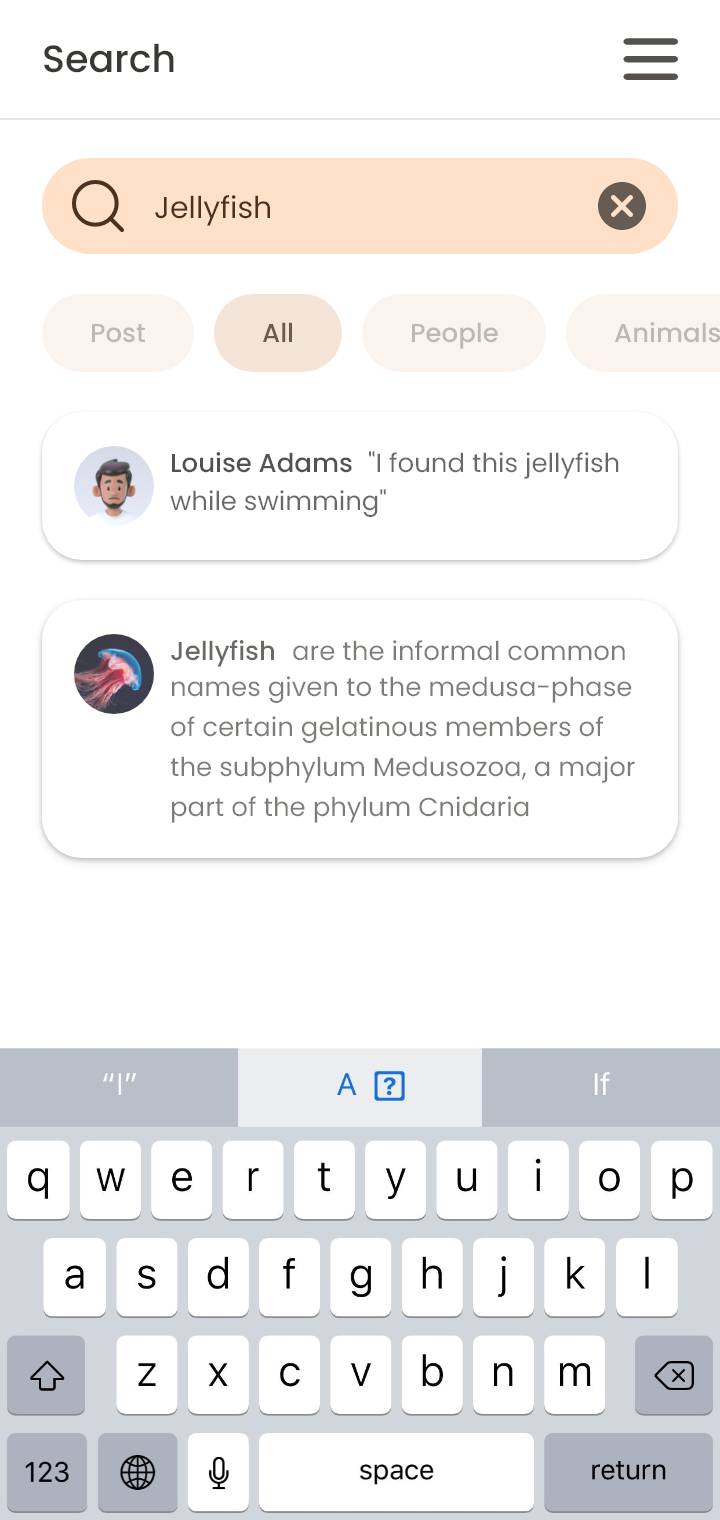 Search
Jellyfish
Post All People Animals
Louise Adams "I found this jellyfish
while swimming"
Jellyfish are the informal common
names given to the medusa-phase
of certain gelatinous members of
the subphylum Medusozoa, a major
part of the phylum Cnidaria
“I” A ? If
q w e r t y u i o p
a s d f g h j k l
z x c v b n m
123 space return